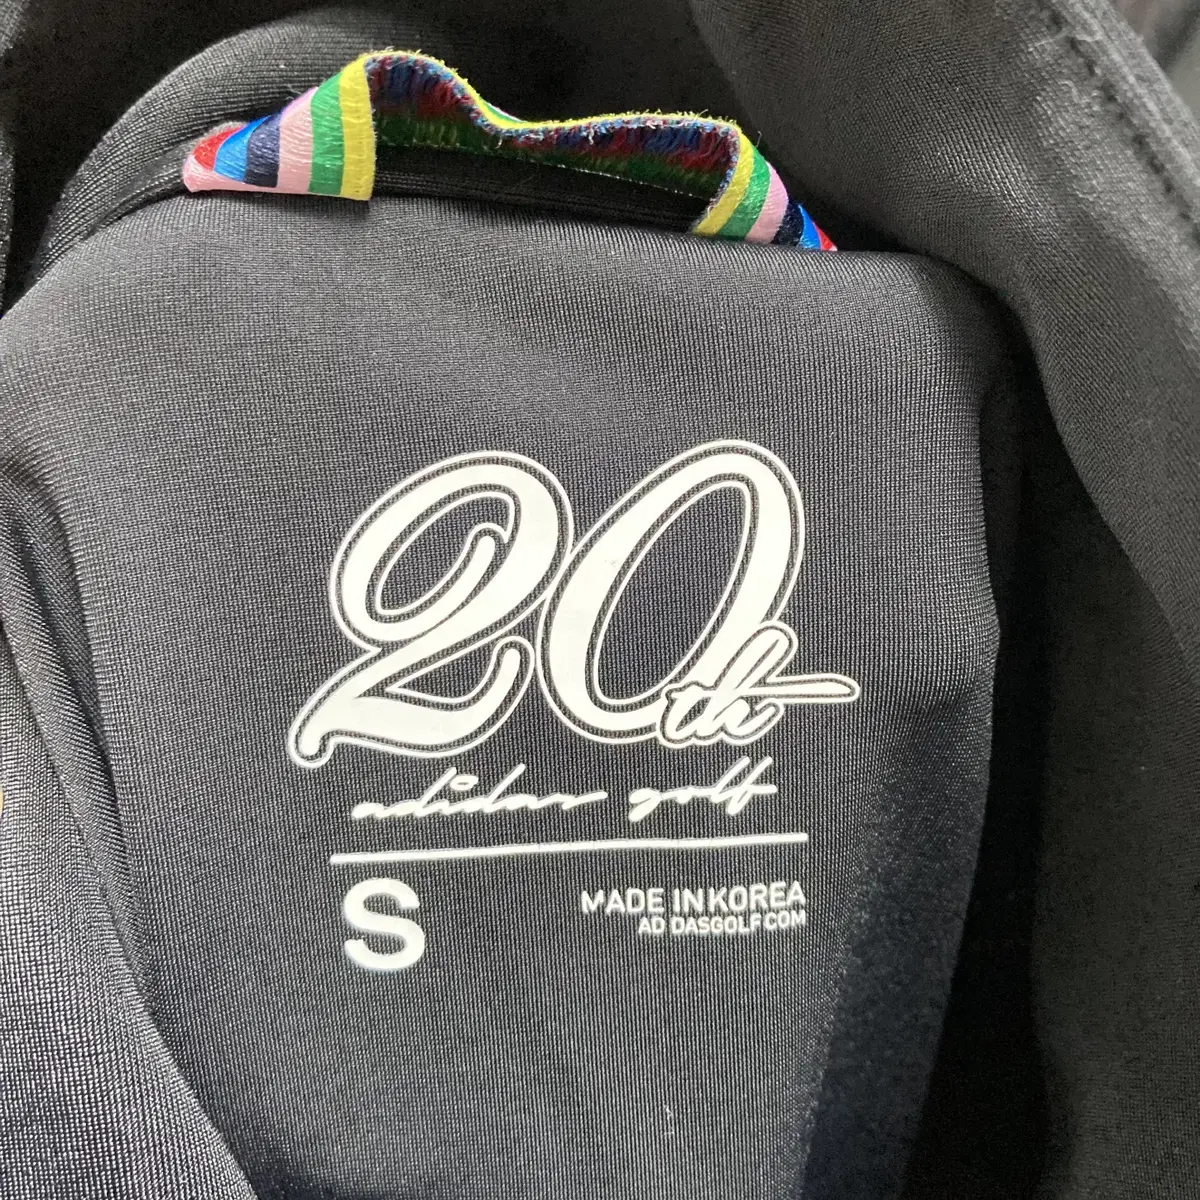 20th
adidas golf
S
MADE IN KOREA
AD DASGOLF.COM